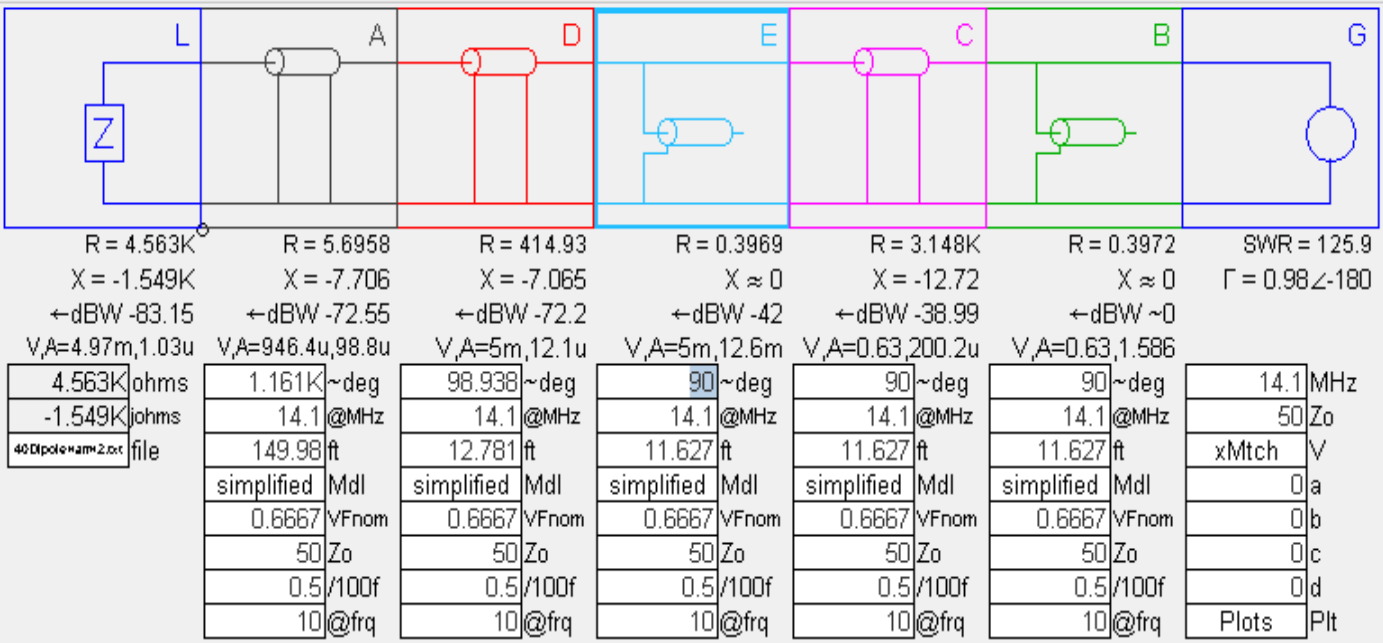 L A D E C B G
Z
R = 4.563K R = 5.6958 R = 414.93 R = 0.3969 R = 3.148K R = 0.3972 SWR = 125.9
X = -1.549K X = -7.706 X = -7.065 X ≈ 0 X = -12.72 X ≈ 0 Γ = 0.98∠-180
←dBW -83.15 ←dBW -72.55 ←dBW -72.2 ←dBW -42 ←dBW -38.99 ←dBW ~0
V,A=4.97m,1.03u V,A=946.4u,98.8u V,A=5m,12.1u V,A=5m,12.6m V,A=0.63,200.2u V,A=0.63,1.586
4.563K ohms 1.161K ~deg 98.938 ~deg 90 ~deg 90 ~deg 90 ~deg 14.1 MHz
-1.549K johms 14.1 @MHz 14.1 @MHz 14.1 @MHz 14.1 @MHz 14.1 @MHz 50 Zo
file 149.98 ft 12.781 ft 11.627 ft 11.627 ft 11.627 ft xMtch V
simplified Mdl simplified Mdl simplified Mdl simplified Mdl simplified Mdl 0 a
0.6667 VFnom 0.6667 VFnom 0.6667 VFnom 0.6667 VFnom 0.6667 VFnom 0 b
50 Zo 50 Zo 50 Zo 50 Zo 50 Zo 0 c
0.5 /100f 0.5 /100f 0.5 /100f 0.5 /100f 0.5 /100f 0 d
10 @frq 10 @frq 10 @frq 10 @frq 10 @frq Plots Plt